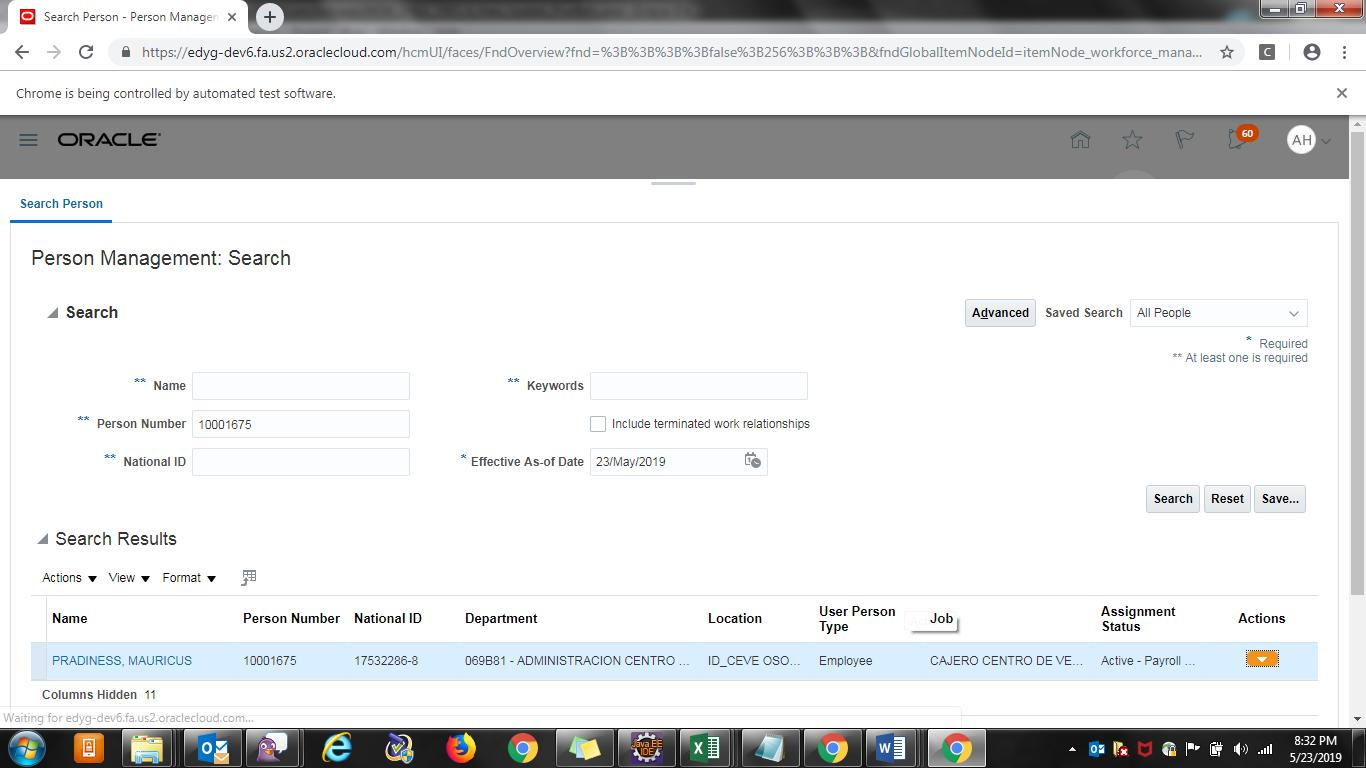 Search Person - Person Managem
https://edyg-dev6.fa.us2.oraclecloud.com/hcmUI/faces/FndOverview?fnd=%3B%3B%3B%3Bfalse%3B256%3B%3B%3B&fndGlobalItemNodeId=itemNode_workforce_mana...
Chrome is being controlled by automated test software.
ORACLE
60
AH
Search Person
Person Management: Search
Search
Advanced Saved Search All People
* Required
** At least one is required
** Name
** Keywords
** Person Number 10001675
Include terminated work relationships
** National ID
* Effective As-of Date 23/May/2019
Search Reset Save...
Search Results
Actions View Format
Name Person Number National ID Department Location User Person Type Job Assignment Status Actions
PRADINESS, MAURICUS 10001675 17532286-8 069B81 - ADMINISTRACION CENTRO ... ID_CEVE OSO... Employee CAJERO CENTRO DE VE... Active - Payroll ...
Columns Hidden 11
Waiting for edyg-dev6.fa.us2.oraclecloud.com...
8:32 PM
5/23/2019